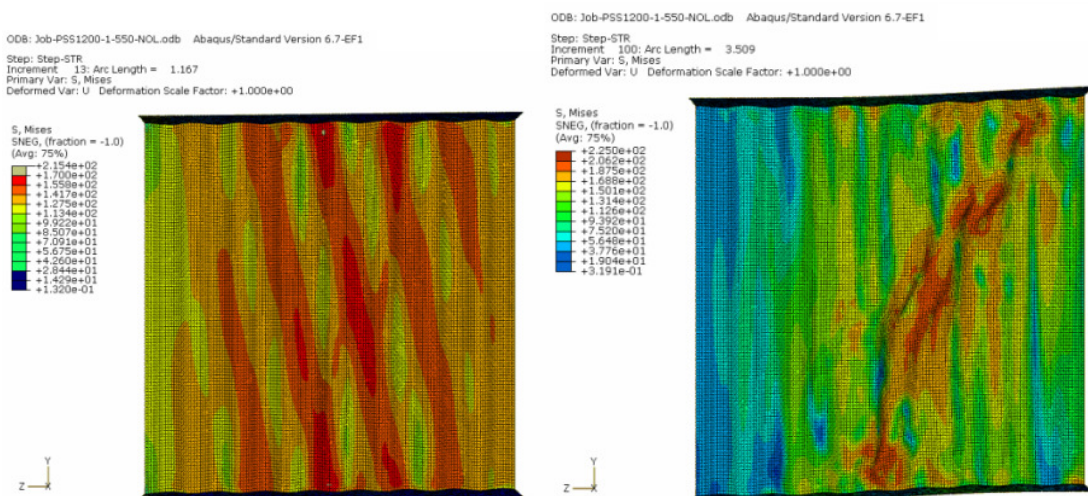 ODB: Job-PSS1200-1-550-NOL.odb   Abaqus/Standard Version 6.7-EF1
Step: Step-STR
Increment    13: Arc Length =    1.167
Primary Var: S, Mises
Deformed Var: U   Deformation Scale Factor: +1.000e+00
S, Mises
SNEG, (fraction = -1.0)
(Avg: 75%)
+2.154e+02
+1.700e+02
+1.558e+02
+1.417e+02
+1.275e+02
+1.134e+02
+9.922e+01
+8.507e+01
+7.091e+01
+5.675e+01
+4.260e+01
+2.844e+01
+1.429e+01
+1.320e-01
Y
Z
X
ODB: Job-PSS1200-1-550-NOL.odb   Abaqus/Standard Version 6.7-EF1
Step: Step-STR
Increment   100: Arc Length =    3.509
Primary Var: S, Mises
Deformed Var: U   Deformation Scale Factor: +1.000e+00
S, Mises
SNEG, (fraction = -1.0)
(Avg: 75%)
+2.250e+02
+2.062e+02
+1.875e+02
+1.688e+02
+1.501e+02
+1.314e+02
+1.126e+02
+9.392e+01
+7.520e+01
+5.648e+01
+3.776e+01
+1.904e+01
+3.191e-01
Y
Z
X